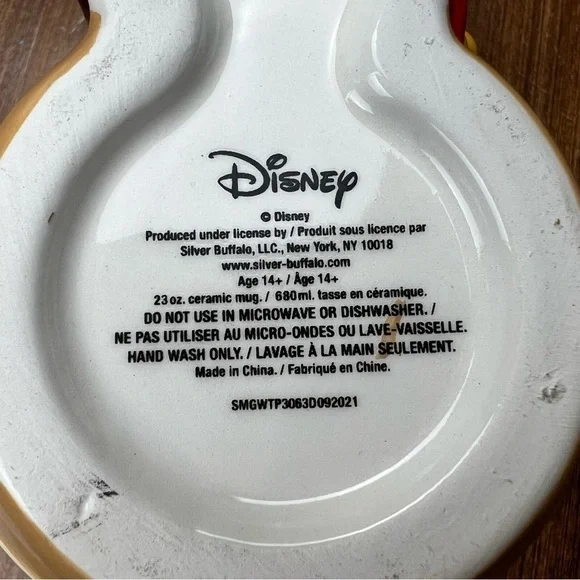 Disney
© Disney
Produced under license by / Produit sous licence par
Silver Buffalo, LLC., New York, NY 10018
www.silver-buffalo.com
Age 14+ / Âge 14+
23 oz. ceramic mug. / 680ml. tasse en céramique.
DO NOT USE IN MICROWAVE OR DISHWASHER. /
NE PAS UTILISER AU MICRO-ONDES OU LAVE-VAISSELLE.
HAND WASH ONLY. / LAVAGE À LA MAIN SEULEMENT.
Made in China. / Fabriqué en Chine.
SMGWTP3063D092021